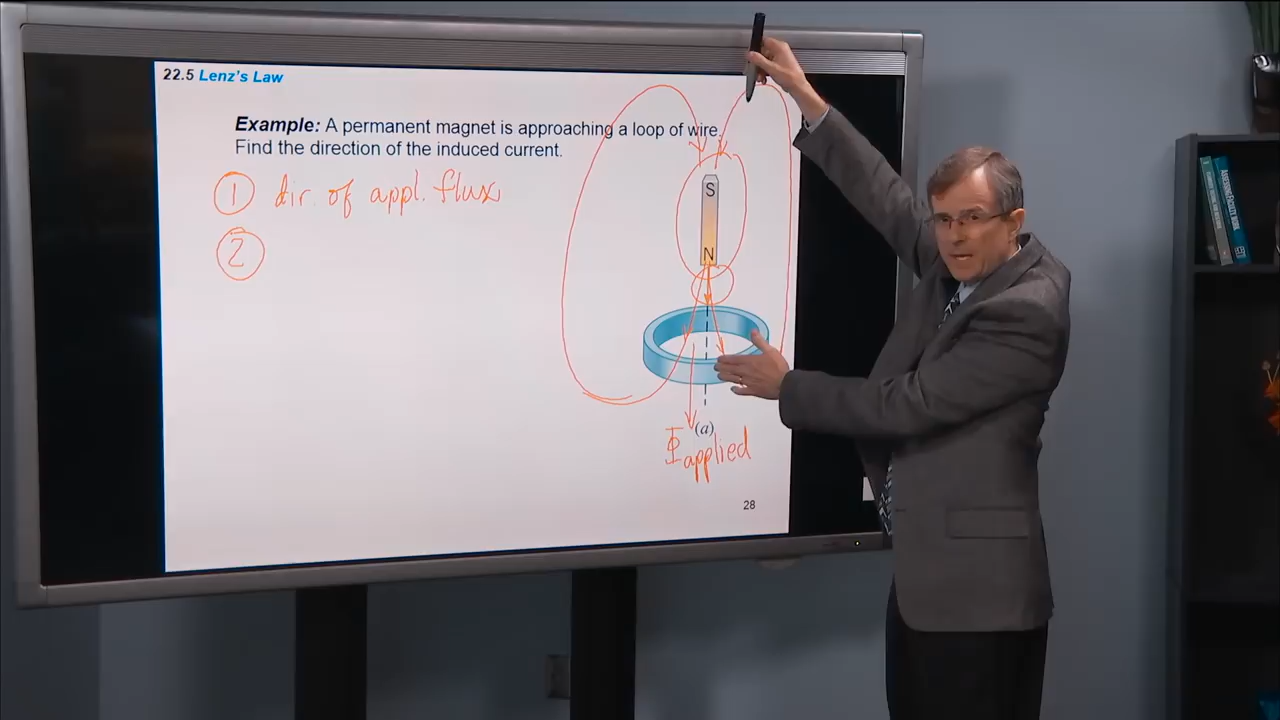 22.5 Lenz's Law
Example: A permanent magnet is approaching a loop of wire.
Find the direction of the induced current.
1 dir. of appl. flux
2
S
N
(a)
Φapplied
28